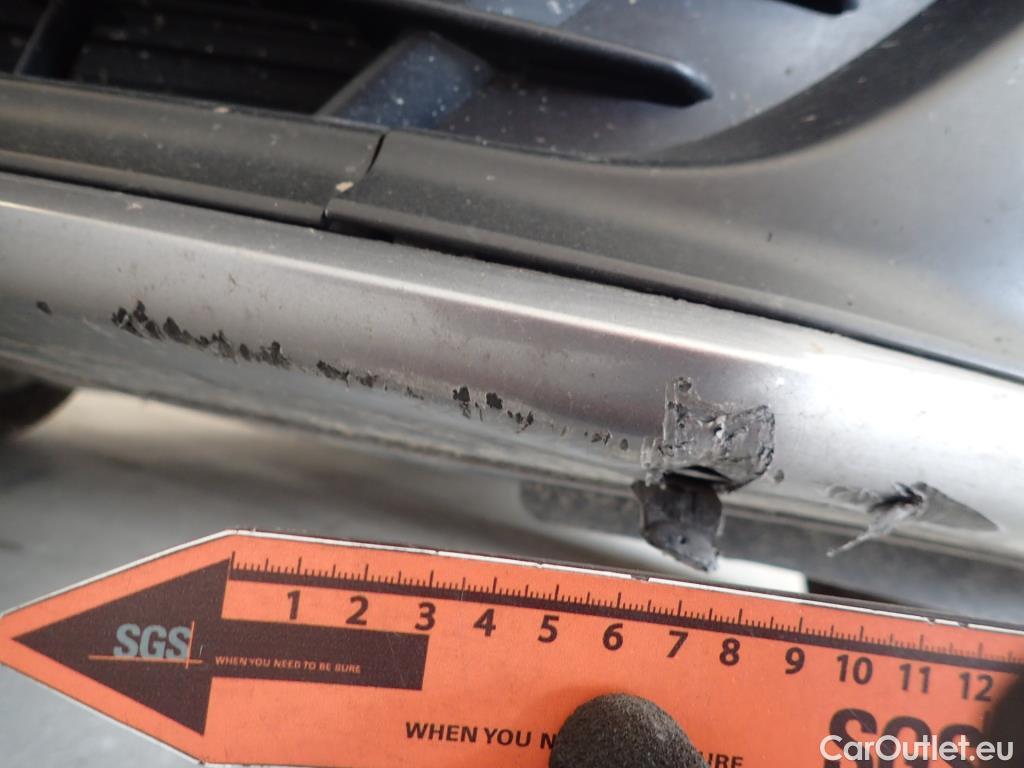 1 2 3 4 5 6 7 8 9 10 11 12
SGS
WHEN YOU NEED TO BE SURE
WHEN YOU
SGS
CarOutlet.eu